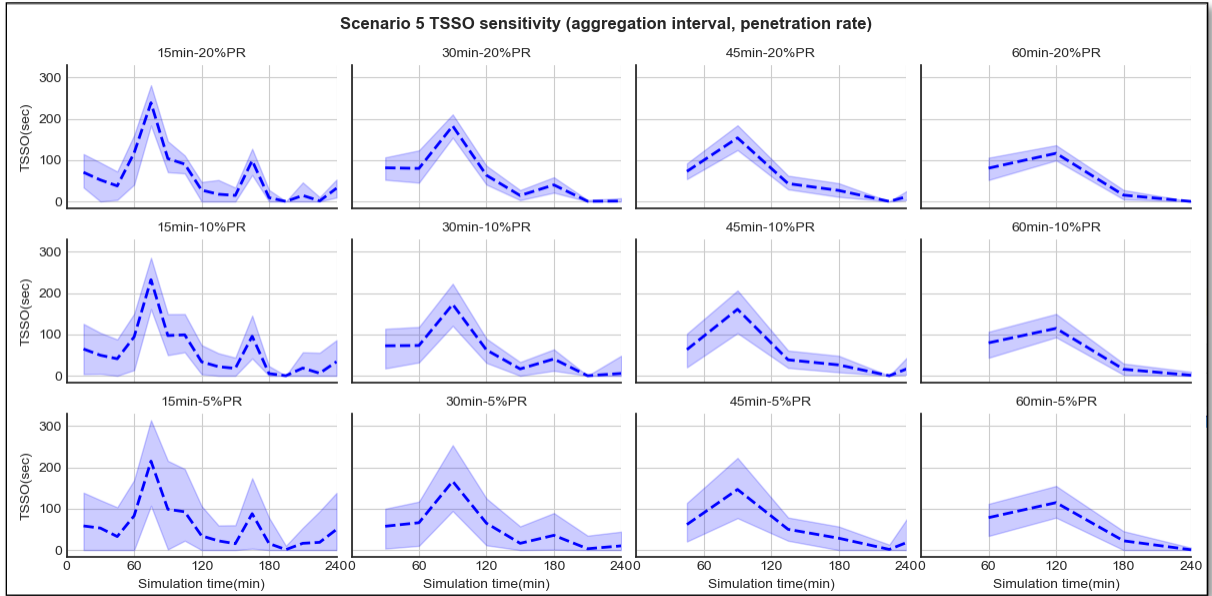 Scenario 5 TSSO sensitivity (aggregation interval, penetration rate)
15min-20%PR 30min-20%PR 45min-20%PR 60min-20%PR
300
200
100
0
TSSO(sec)
15min-10%PR 30min-10%PR 45min-10%PR 60min-10%PR
300
200
100
0
TSSO(sec)
15min-5%PR 30min-5%PR 45min-5%PR 60min-5%PR
300
200
100
0
TSSO(sec)
0 60 120 180 240 0 60 120 180 240 0 60 120 180 240 0 60 120 180 240
Simulation time(min) Simulation time(min) Simulation time(min) Simulation time(min)